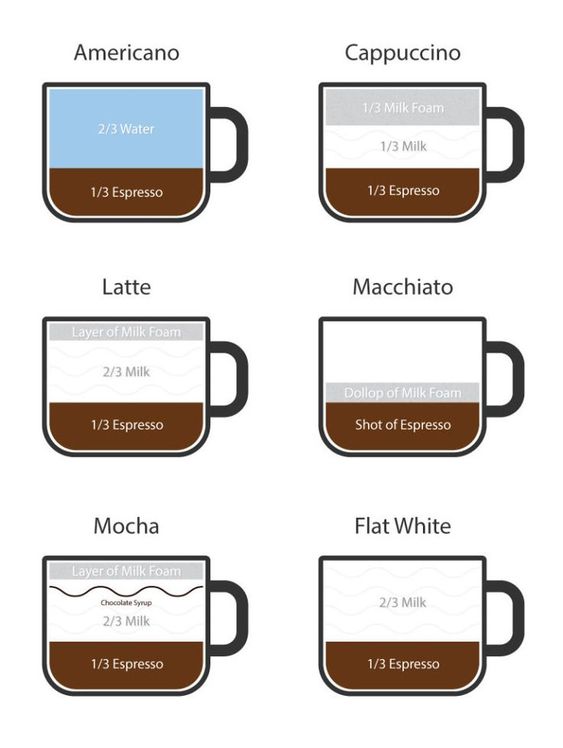 Americano
Cappuccino
2/3 Water
1/3 Espresso
1/3 Milk Foam
1/3 Milk
1/3 Espresso
Latte
Macchiato
Layer of Milk Foam
2/3 Milk
1/3 Espresso
Dollop of Milk Foam
Shot of Espresso
Mocha
Flat White
Layer of Milk Foam
Chocolate Syrup
2/3 Milk
1/3 Espresso
2/3 Milk
1/3 Espresso